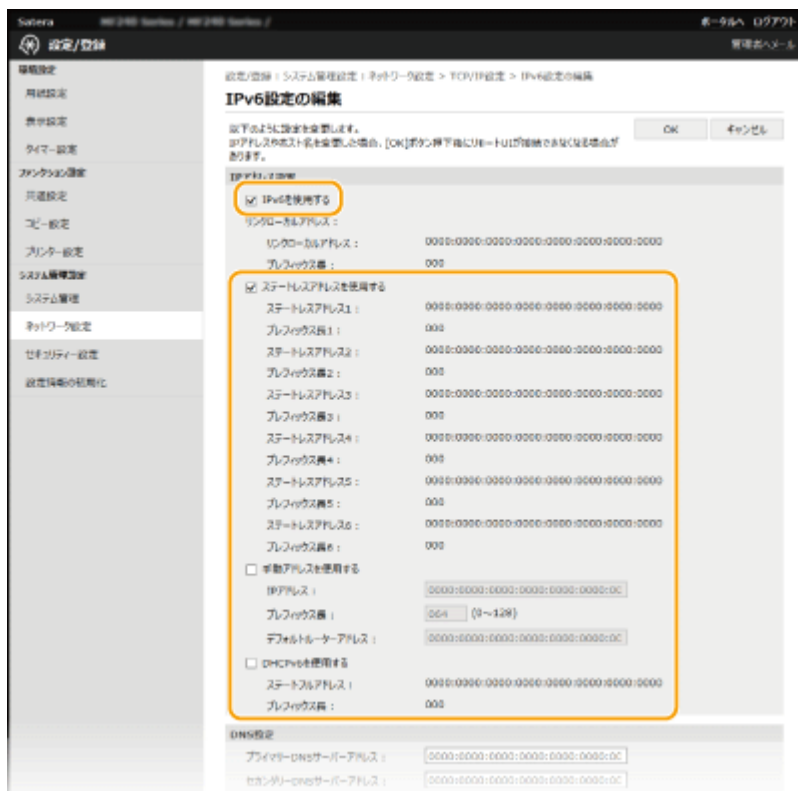 Satera
ポータルへ ログアウト
設定/登録
管理者へメール
環境設定
用紙設定
表示設定
タイマー設定
ファンクション設定
共通設定
コピー設定
プリンター設定
システム管理設定
システム管理
ネットワーク設定
セキュリティー設定
設定情報の初期化
設定/登録 : システム管理設定 : ネットワーク設定 > TCP/IP設定 > IPv6設定の編集
IPv6設定の編集
以下のように設定を変更します。
IPアドレスやホスト名を変更した場合、[OK]ボタン押下後にリモートUIが接続できなくなる場合が
あります。
OK
キャンセル
IPアドレス設定
IPv6を使用する
リンクローカルアドレス :
リンクローカルアドレス : 0000:0000:0000:0000:0000:0000:0000:0000
プレフィックス長 : 000
ステートレスアドレスを使用する
ステートレスアドレス1 : 0000:0000:0000:0000:0000:0000:0000:0000
プレフィックス長1 : 000
ステートレスアドレス2 : 0000:0000:0000:0000:0000:0000:0000:0000
プレフィックス長2 : 000
ステートレスアドレス3 : 0000:0000:0000:0000:0000:0000:0000:0000
プレフィックス長3 : 000
ステートレスアドレス4 : 0000:0000:0000:0000:0000:0000:0000:0000
プレフィックス長4 : 000
ステートレスアドレス5 : 0000:0000:0000:0000:0000:0000:0000:0000
プレフィックス長5 : 000
ステートレスアドレス6 : 0000:0000:0000:0000:0000:0000:0000:0000
プレフィックス長6 : 000
手動アドレスを使用する
IPアドレス : 0000:0000:0000:0000:0000:0000:0C
プレフィックス長 : 064 (0～128)
デフォルトルーターアドレス : 0000:0000:0000:0000:0000:0000:0C
DHCPv6を使用する
ステートフルアドレス : 0000:0000:0000:0000:0000:0000:0000:0000
プレフィックス長 : 000
DNS設定
プライマリーDNSサーバーアドレス : 0000:0000:0000:0000:0000:0000:0C
セカンダリーDNSサーバーアドレス : 0000:0000:0000:0000:0000:0000:0C